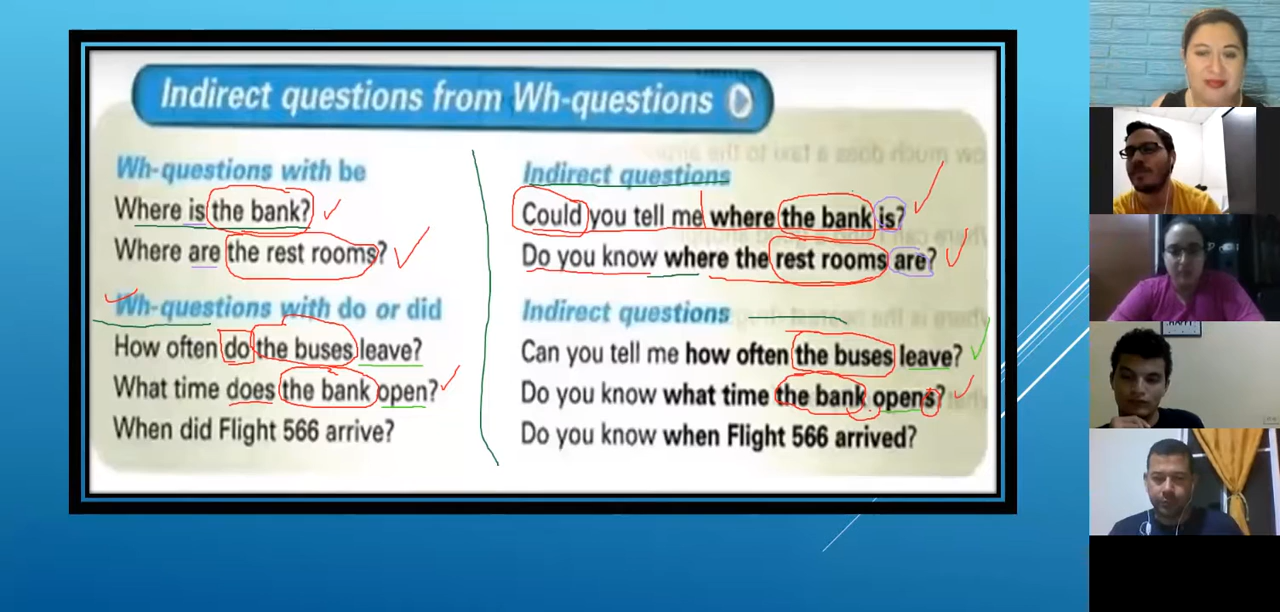 Indirect questions from Wh-questions
Wh-questions with be
Where is the bank?
Where are the rest rooms?
Wh-questions with do or did
How often do the buses leave?
What time does the bank open?
When did Flight 566 arrive?
Indirect questions
Could you tell me where the bank is?
Do you know where the rest rooms are?
Indirect questions
Can you tell me how often the buses leave?
Do you know what time the bank opens?
Do you know when Flight 566 arrived?